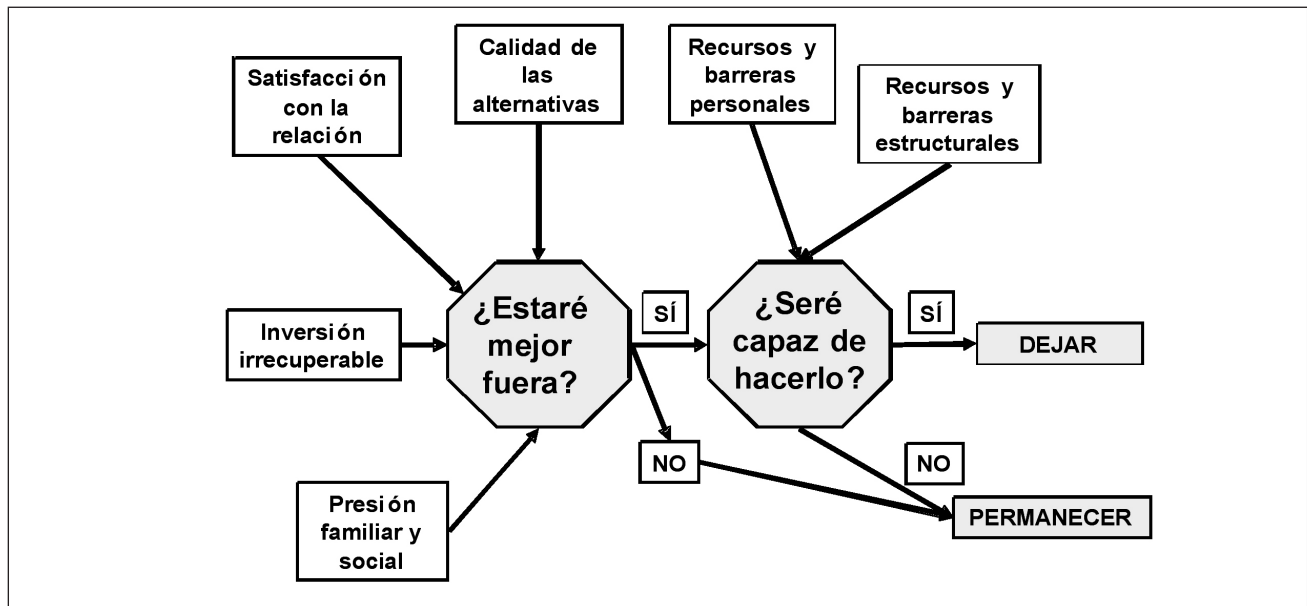 Satisfacción
con la
relación
Calidad de
las
alternativas
Recursos y
barreras
personales
Recursos y
barreras
estructurales
Inversión
irrecuperable
Presión
familiar y
social
¿Estaré
mejor
fuera?
SÍ
NO
¿Seré
capaz de
hacerlo?
SÍ
NO
DEJAR
PERMANECER